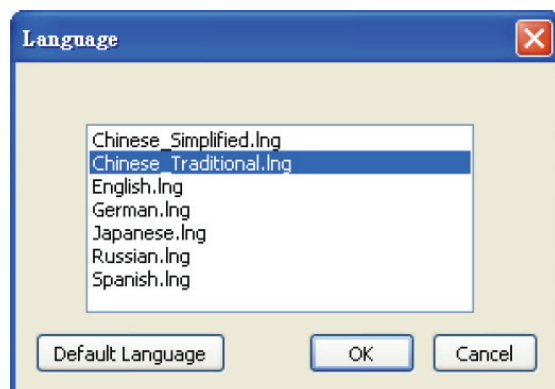 Language
Chinese_Simplified.lng
Chinese_Traditional.lng
English.lng
German.lng
Japanese.lng
Russian.lng
Spanish.lng
Default Language OK Cancel